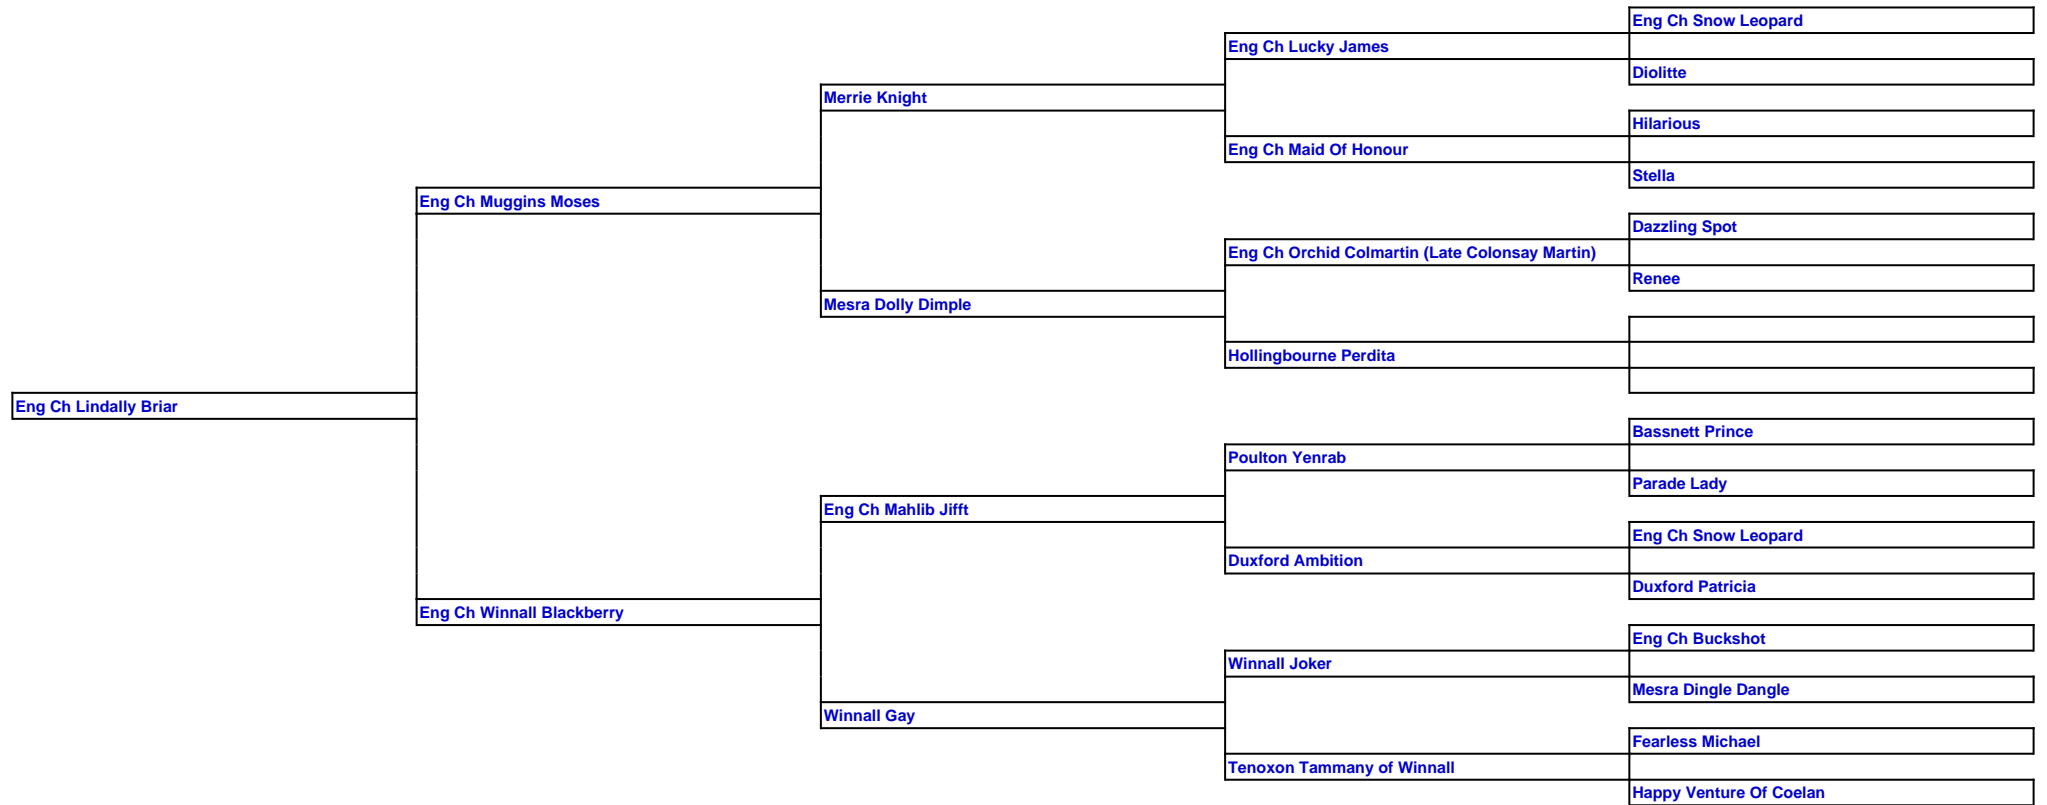 Eng Ch Snow Leopard
Eng Ch Lucky James
Diolitte
Merrie Knight
Hilarious
Eng Ch Maid Of Honour
Stella
Eng Ch Muggins Moses
Dazzling Spot
Eng Ch Orchid Colmartin (Late Colonsay Martin)
Renee
Mesra Dolly Dimple
Hollingbourne Perdita
Eng Ch Lindally Briar
Bassnett Prince
Poulton Yenrab
Parade Lady
Eng Ch Mahlib Jifft
Eng Ch Snow Leopard
Duxford Ambition
Duxford Patricia
Eng Ch Winnall Blackberry
Eng Ch Buckshot
Winnall Joker
Mesra Dingle Dangle
Winnall Gay
Fearless Michael
Tenoxon Tammany of Winnall
Happy Venture Of Coelan